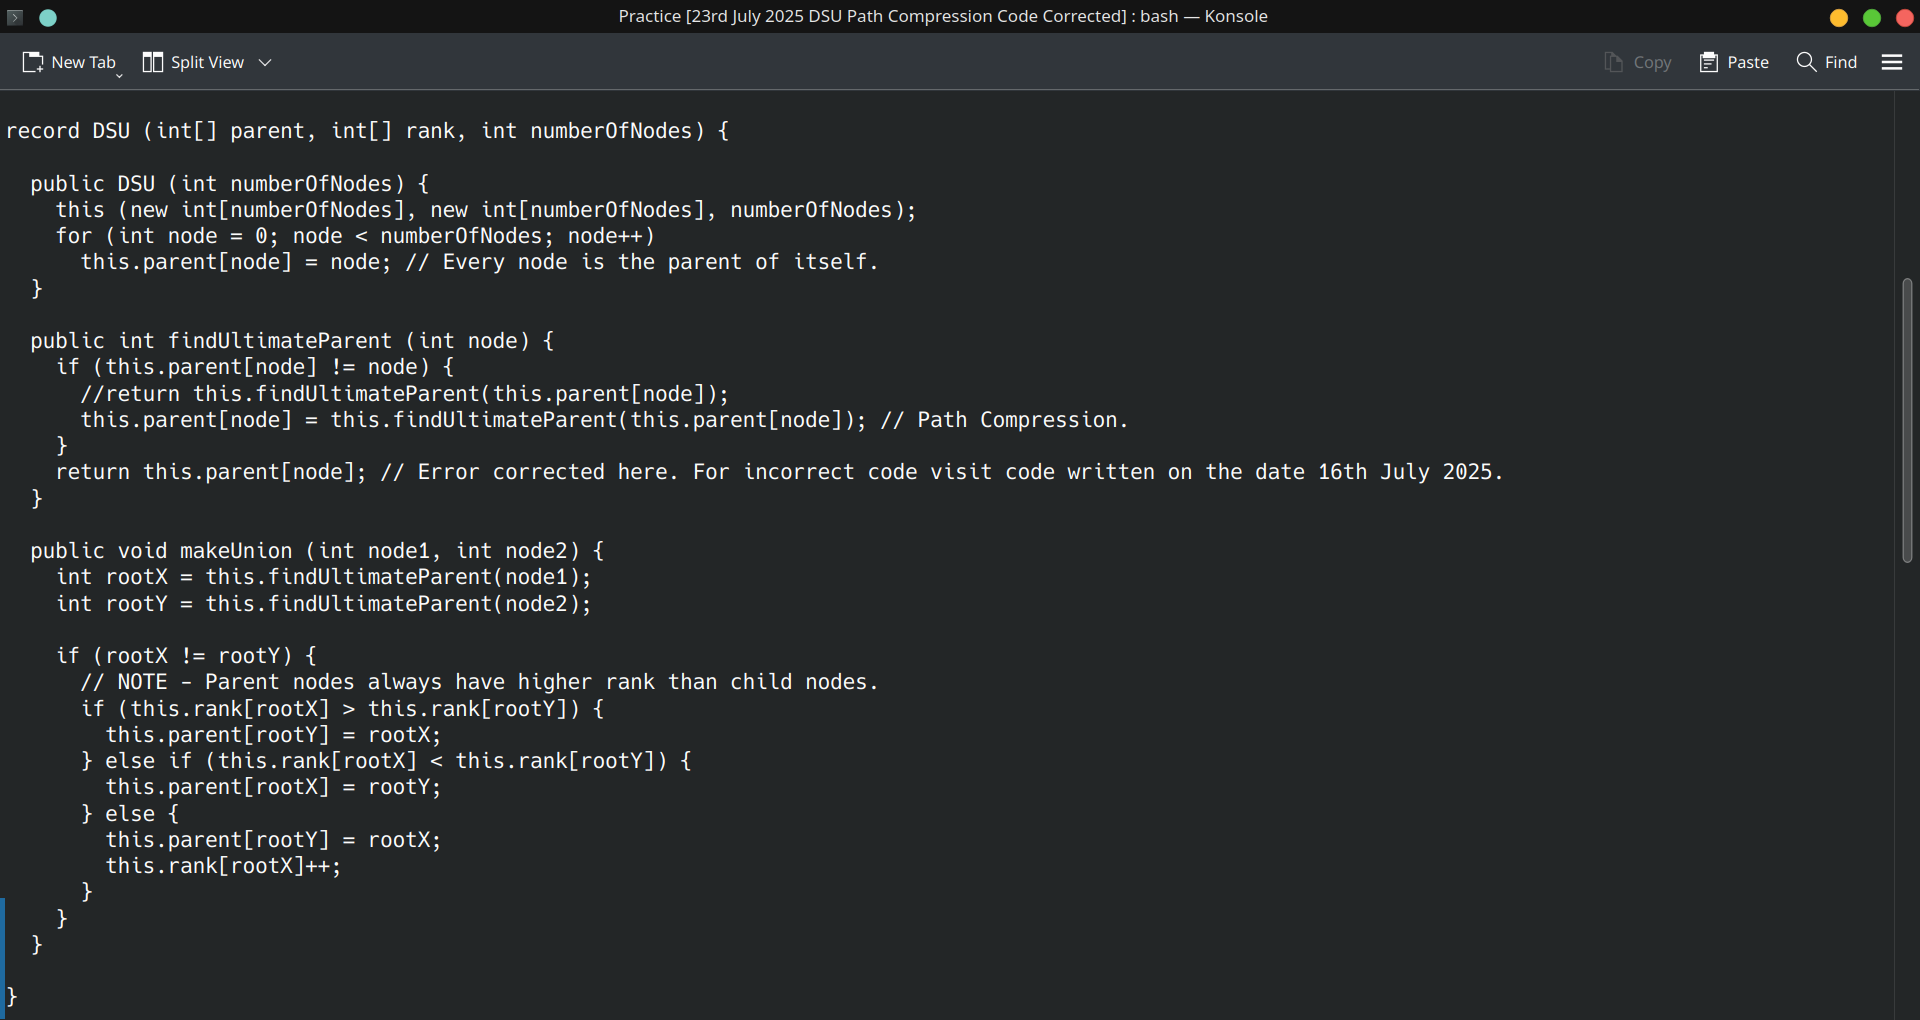 Practice [23rd July 2025 DSU Path Compression Code Corrected] : bash — Konsole
New Tab Split View Copy Paste Find
record DSU (int[] parent, int[] rank, int numberOfNodes) {
  public DSU (int numberOfNodes) {
    this (new int[numberOfNodes], new int[numberOfNodes], numberOfNodes);
    for (int node = 0; node < numberOfNodes; node++)
      this.parent[node] = node; // Every node is the parent of itself.
  }
  public int findUltimateParent (int node) {
    if (this.parent[node] != node) {
      //return this.findUltimateParent(this.parent[node]);
      this.parent[node] = this.findUltimateParent(this.parent[node]); // Path Compression.
    }
    return this.parent[node]; // Error corrected here. For incorrect code visit code written on the date 16th July 2025.
  }
  public void makeUnion (int node1, int node2) {
    int rootX = this.findUltimateParent(node1);
    int rootY = this.findUltimateParent(node2);
    if (rootX != rootY) {
      // NOTE - Parent nodes always have higher rank than child nodes.
      if (this.rank[rootX] > this.rank[rootY]) {
        this.parent[rootY] = rootX;
      } else if (this.rank[rootX] < this.rank[rootY]) {
        this.parent[rootX] = rootY;
      } else {
        this.parent[rootY] = rootX;
        this.rank[rootX]++;
      }
    }
  }
}